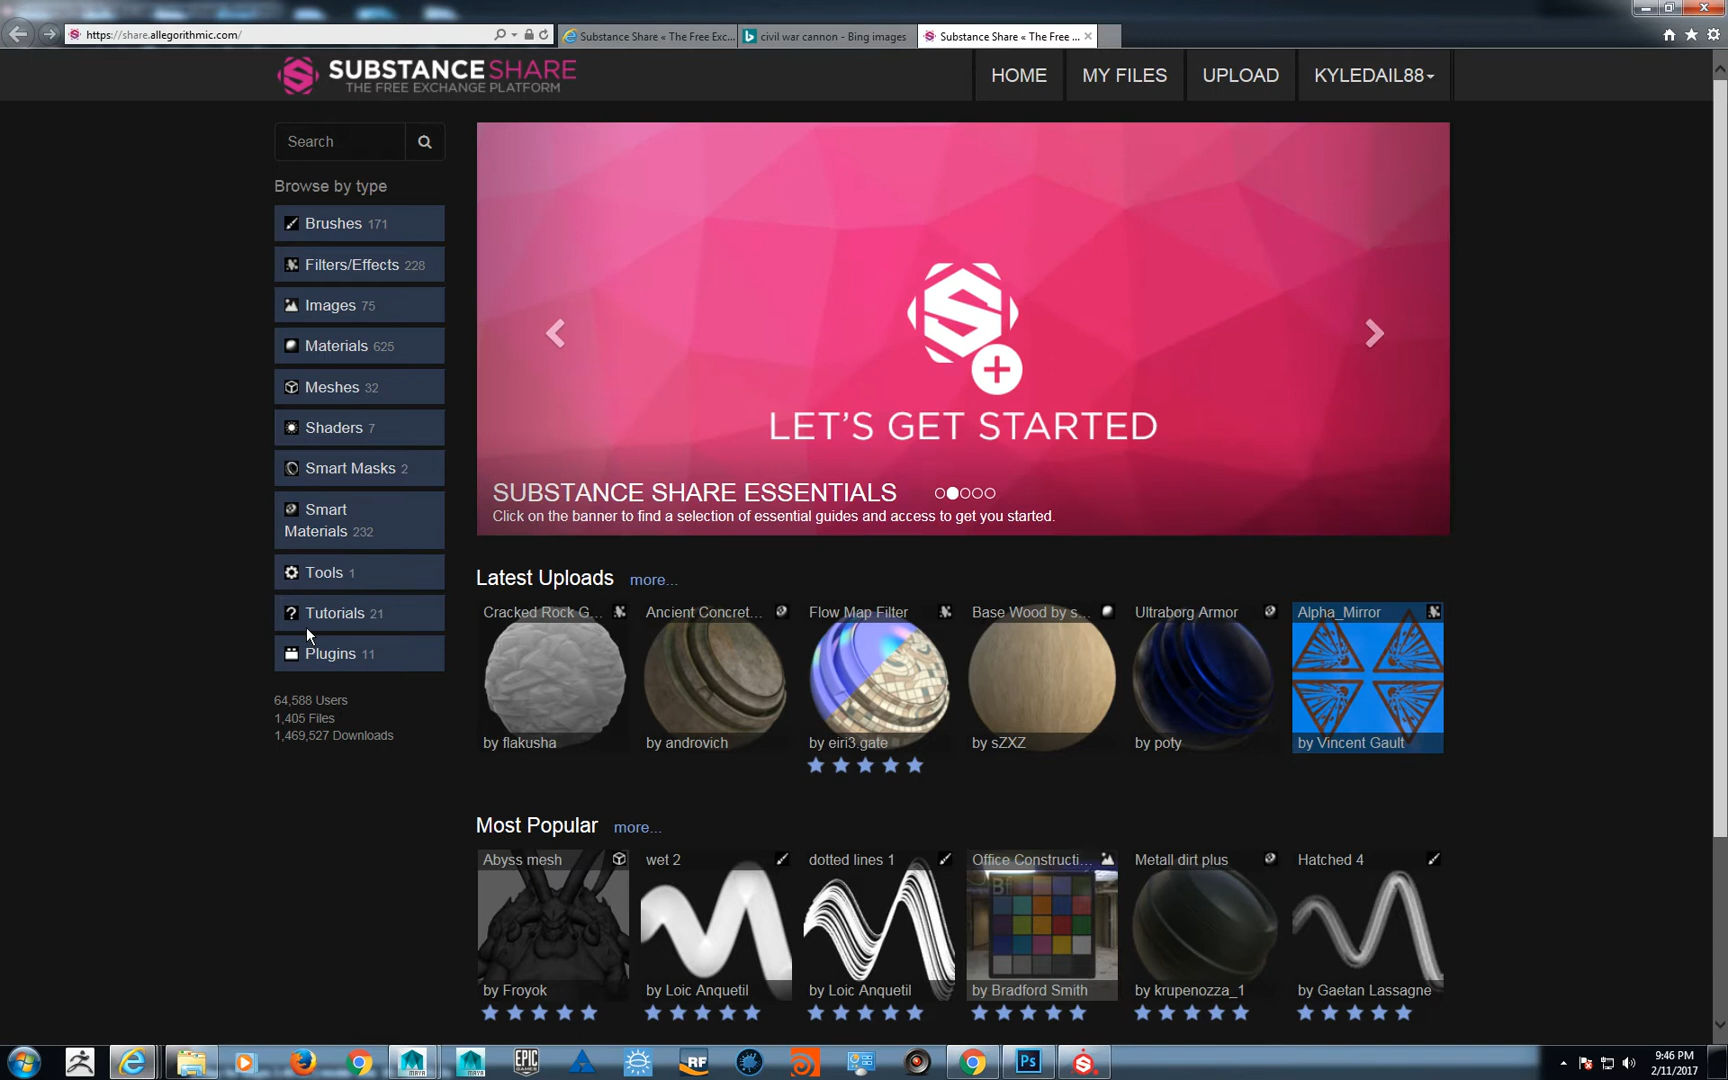 https://share.allegorithmic.com/
Substance Share « The Free Exc...
civil war cannon - Bing images
Substance Share « The Free ...
SUBSTANCE SHARE
THE FREE EXCHANGE PLATFORM
HOME
MY FILES
UPLOAD
KYLEDAIL88
Search
Browse by type
Brushes 171
Filters/Effects 228
Images 75
Materials 625
Meshes 32
Shaders 7
Smart Masks 2
Smart
Materials 232
Tools 1
Tutorials 21
Plugins 11
64,588 Users
1,405 Files
1,469,527 Downloads
LET'S GET STARTED
SUBSTANCE SHARE ESSENTIALS
Click on the banner to find a selection of essential guides and access to get you started.
Latest Uploads more...
Cracked Rock G...
by flakusha
Ancient Concret...
by androvich
Flow Map Filter
by eiri3.gate
Base Wood by s...
by sZXZ
Ultraborg Armor
by poty
Alpha_Mirror
by Vincent Gault
Most Popular more...
Abyss mesh
by Froyok
wet 2
by Loic Anquetil
dotted lines 1
by Loic Anquetil
Office Constructi...
by Bradford Smith
Metall dirt plus
by krupenozza_1
Hatched 4
by Gaetan Lassagne
MAYA
MAYA
EPIC
GAMES
RF
Ps
9:46 PM
2/11/2017